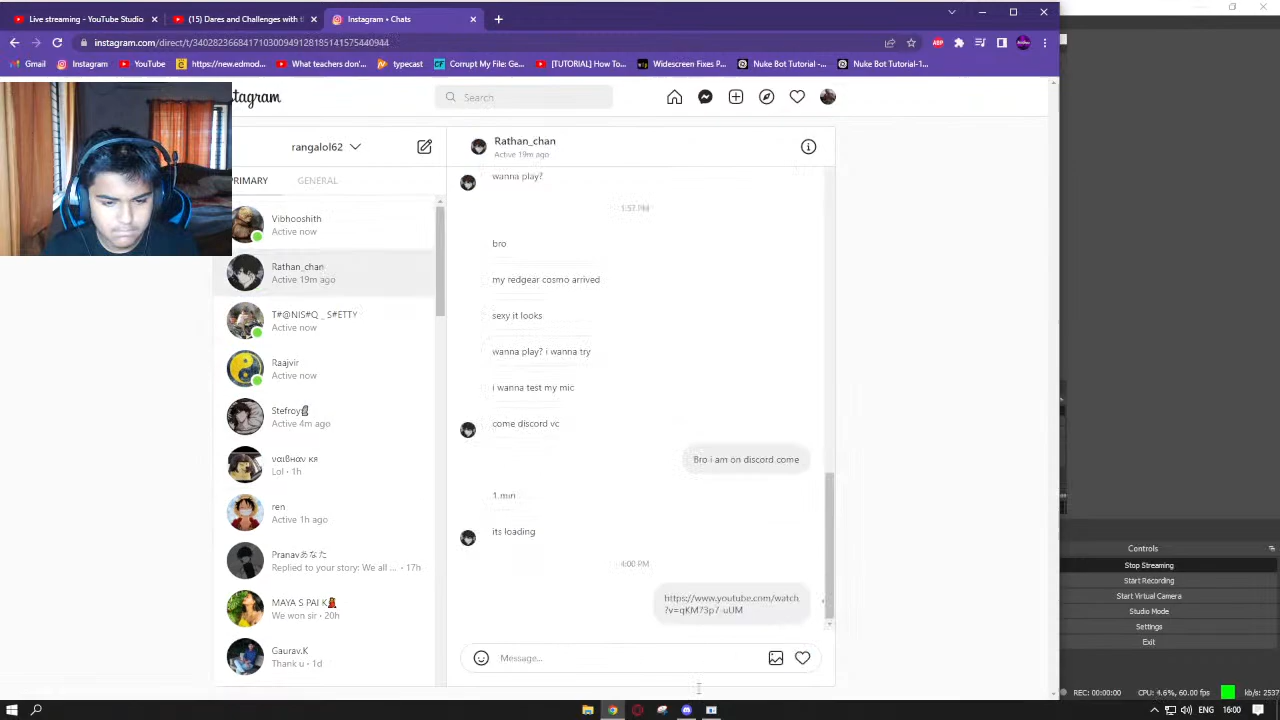 Live streaming - YouTube Studio
(15) Dares and Challenges with t
Instagram • Chats
instagram.com/direct/t/340282366841710300949128185141575440944
Gmail
Instagram
YouTube
https://new.edmod...
What teachers don'...
typecast
Corrupt My File: Ge...
[TUTORIAL] How To...
Widescreen Fixes P...
Nuke Bot Tutorial -...
Nuke Bot Tutorial-1...
ABP
Search
rangalol62
PRIMARY
GENERAL
Vibhooshith
Active now
Rathan_chan
Active 19m ago
T#@NIS#Q _ S#ETTY
Active now
Raajvir
Active now
Stefroy
Active 4m ago
ναιвнαν кя
Lol • 1h
ren
Active 1h ago
Pranavあなた
Replied to your story: We all ... • 17h
MAYA S PAI K
We won sir • 20h
Gaurav.K
Thank u • 1d
Rathan_chan
Active 19m ago
wanna play?
1:57 PM
bro
my redgear cosmo arrived
sexy it looks
wanna play? i wanna try
i wanna test my mic
come discord vc
Bro i am on discord come
1 min
its loading
4:00 PM
https://www.youtube.com/watch
?v=qKM73p7-uUM
Message...
Controls
Stop Streaming
Start Recording
Start Virtual Camera
Studio Mode
Settings
Exit
REC: 00:00:00
CPU: 4.6%, 60.00 fps
kb/s: 2537
ENG
16:00